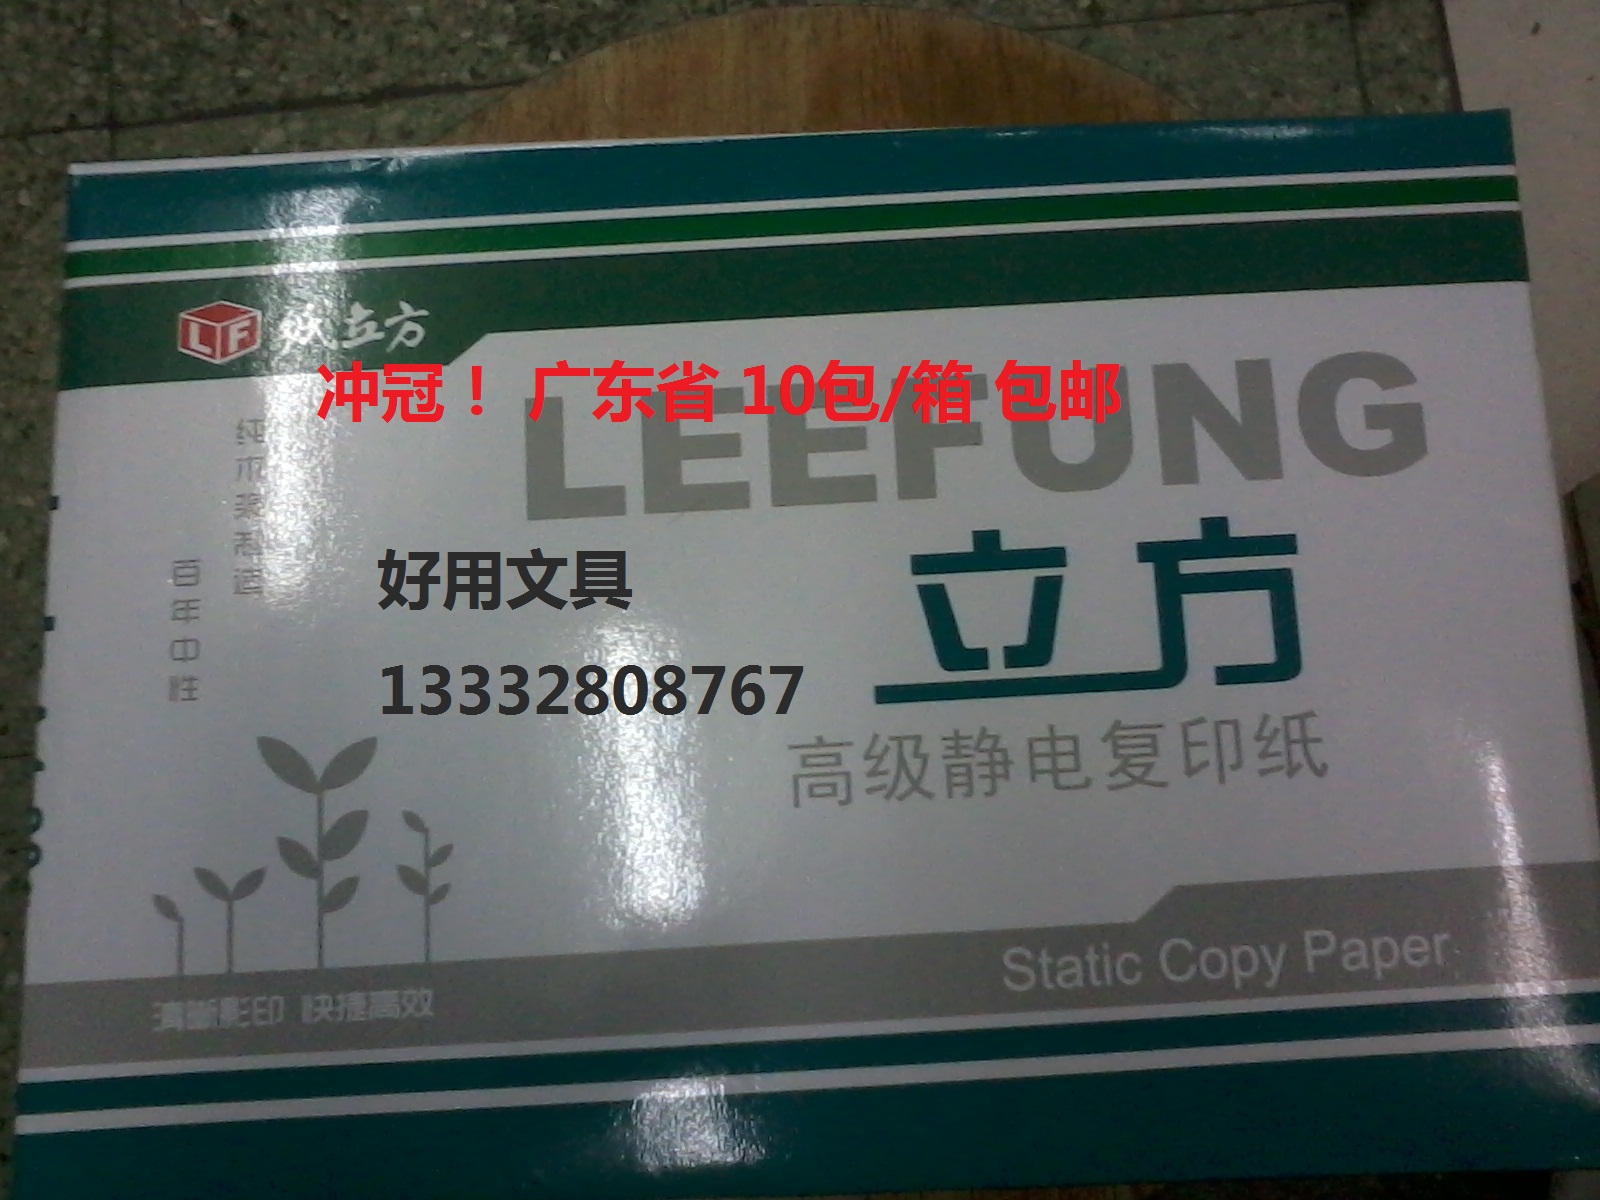 LF 立方
冲冠！ 广东省 10包/箱 包邮
LEEFUNG
纯木浆制造
百年中性
好用文具
13332808767
立方
高级静电复印纸
Static Copy Paper
清晰影印 快捷高效